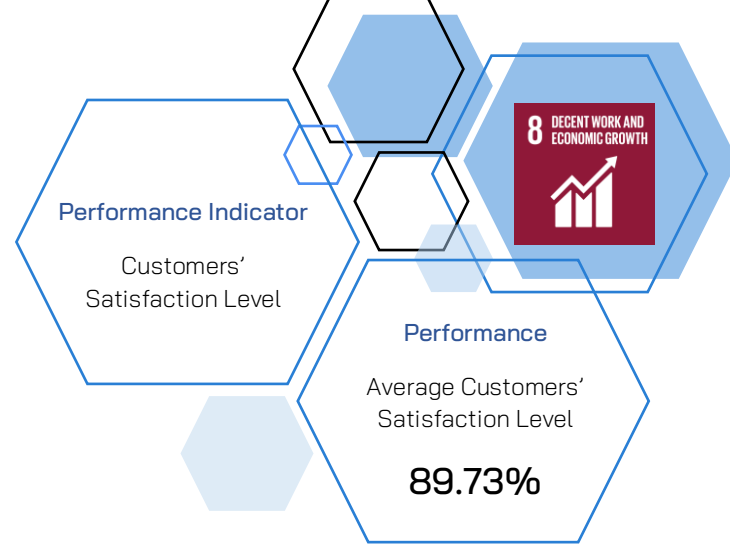 8 DECENT WORK AND
ECONOMIC GROWTH
Performance Indicator
Customers’
Satisfaction Level
Performance
Average Customers’
Satisfaction Level
89.73%